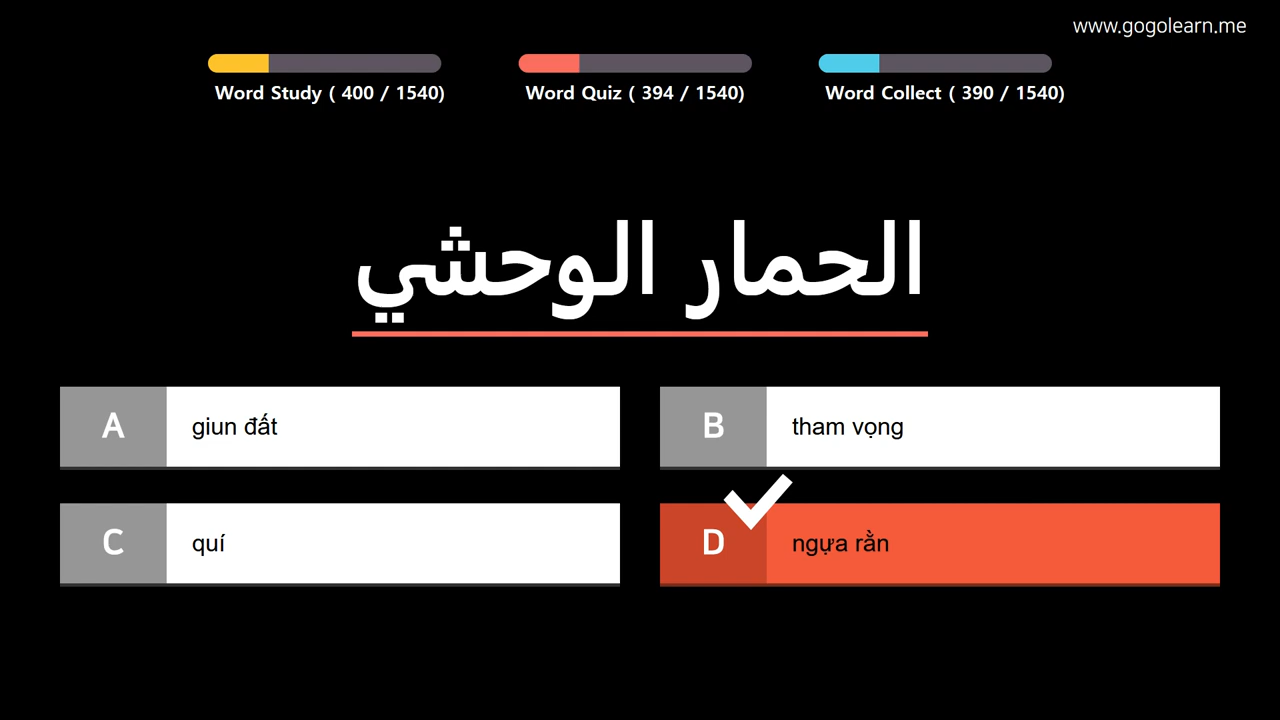 www.gogolearn.me
Word Study ( 400 / 1540)
Word Quiz ( 394 / 1540)
Word Collect ( 390 / 1540)
الحمار الوحشي
A
giun đất
B
tham vọng
C
quí
D
ngựa rằn